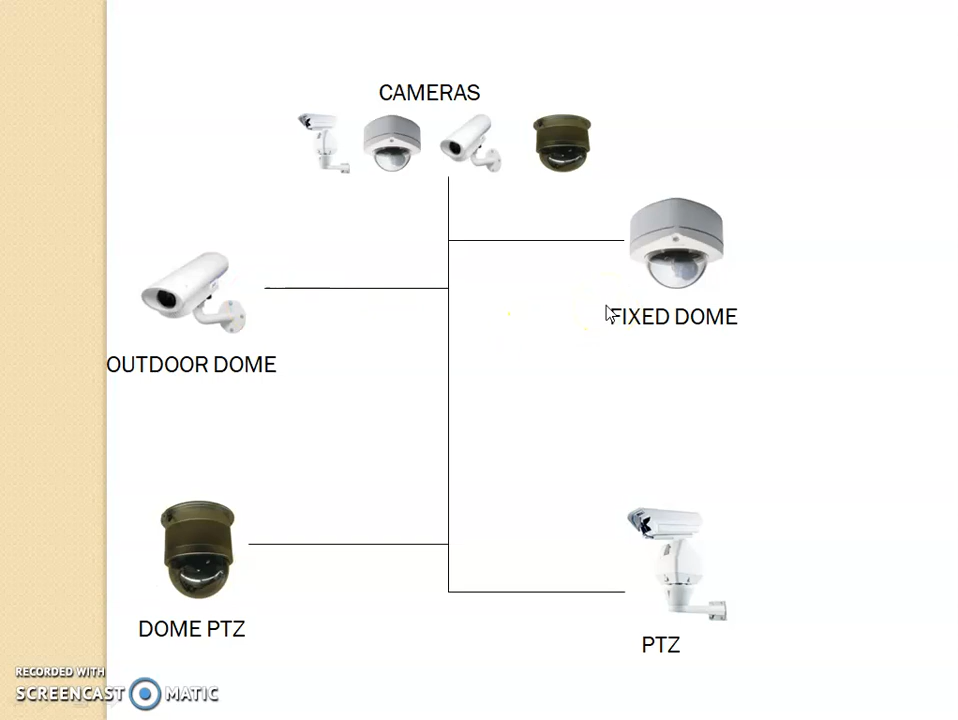 CAMERAS
FIXED DOME
OUTDOOR DOME
DOME PTZ
PTZ
RECORDED WITH
SCREENCAST MATIC